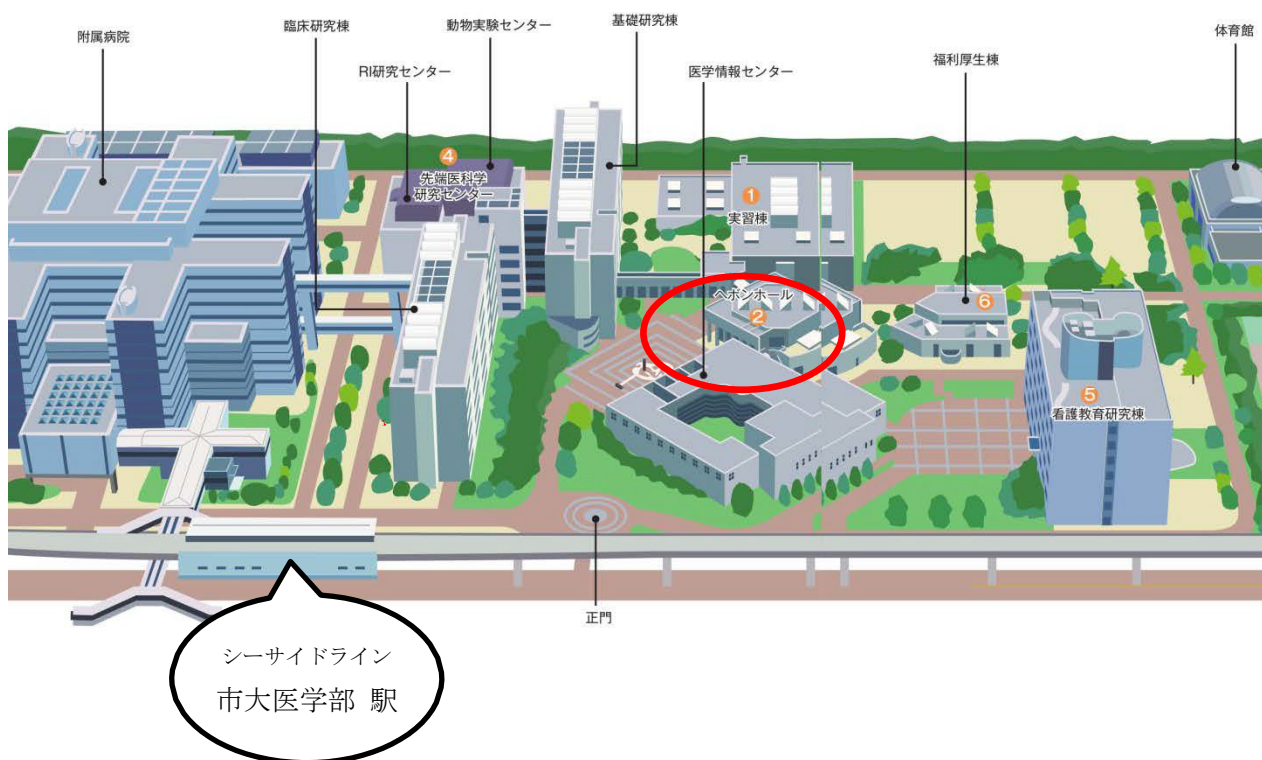 附属病院
臨床研究棟
動物実験センター
基礎研究棟
体育館
RI研究センター
医学情報センター
福利厚生棟
④
先端医科学
研究センター
①
実習棟
ヘボンホール
②
⑥
⑤
看護教育研究棟
正門
シーサイドライン
市大医学部 駅